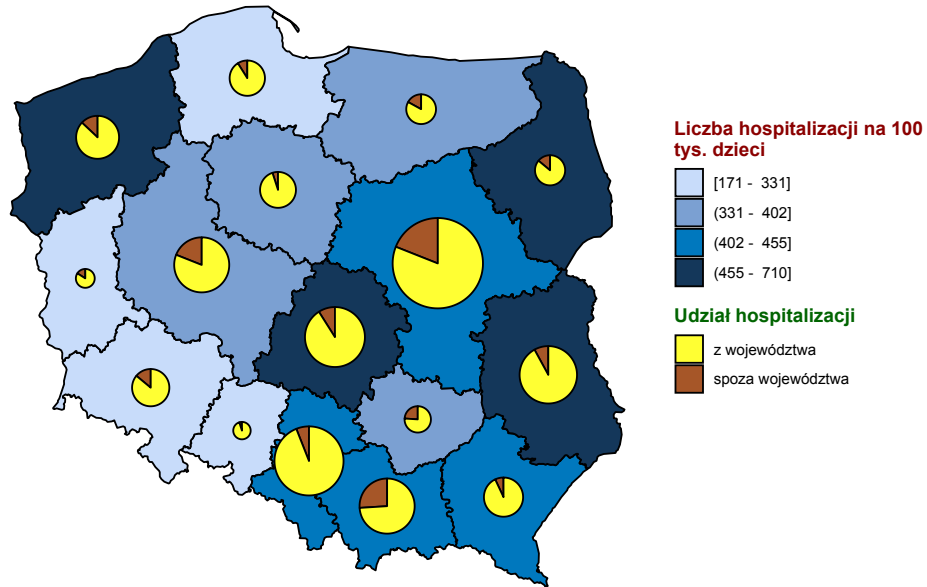 Liczba hospitalizacji na 100
tys. dzieci
[171 - 331]
(331 - 402]
(402 - 455]
(455 - 710]
Udział hospitalizacji
z województwa
spoza województwa